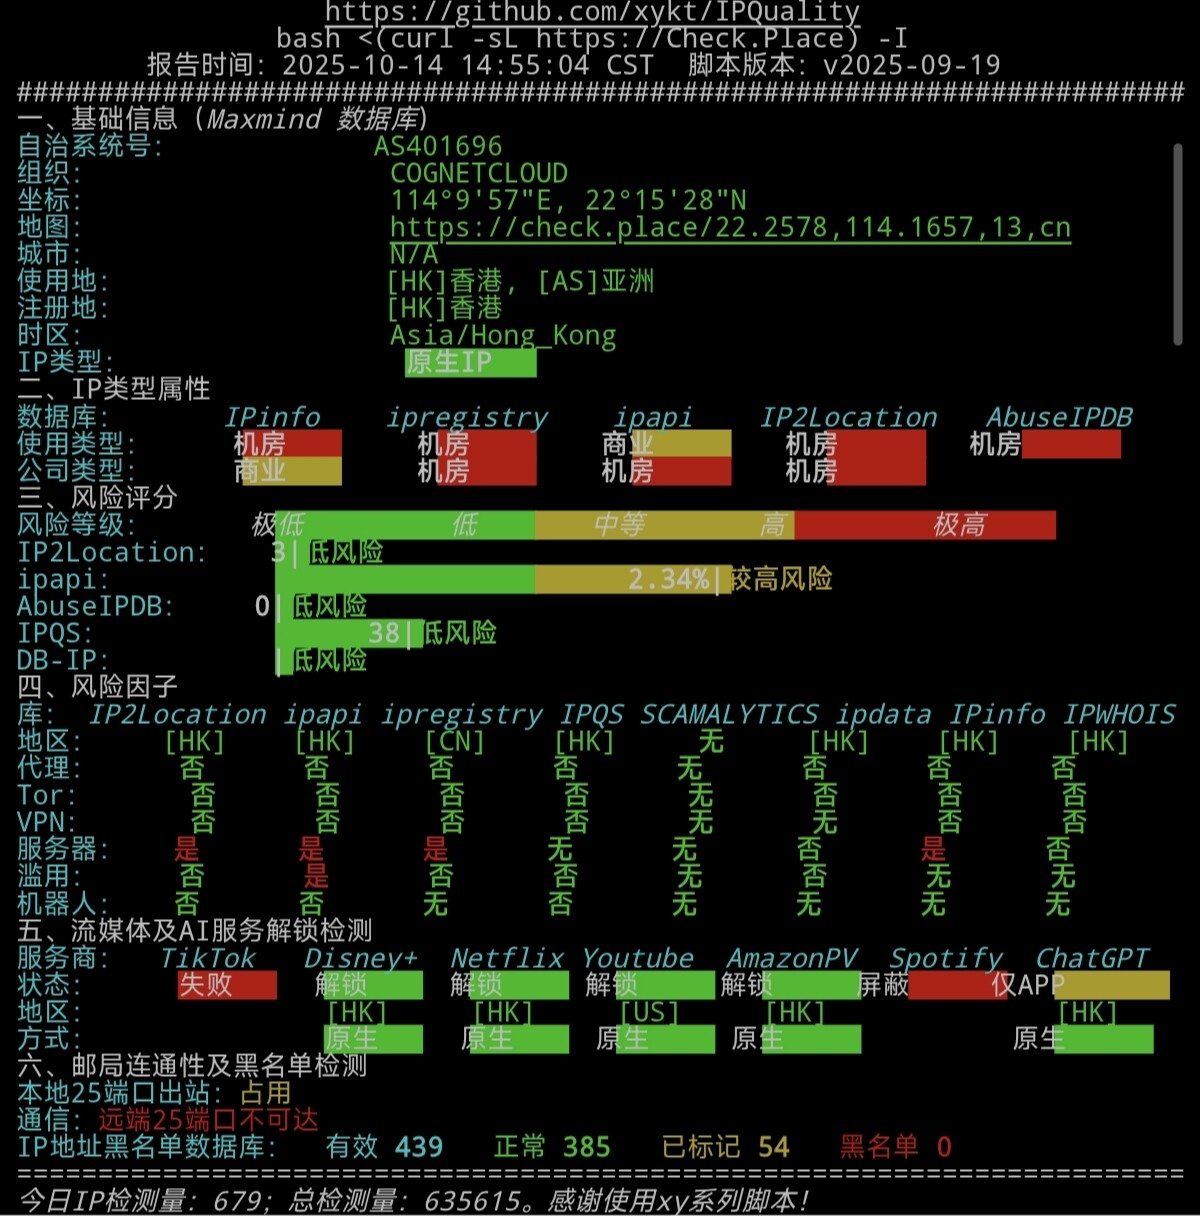 https://github.com/xykt/IPQuality
bash <(curl -sL https://Check.Place) -I
报告时间: 2025-10-14 14:55:04 CST 脚本版本: v2025-09-19
########################################################################
一、基础信息 (Maxmind 数据库)
自治系统号: AS401696
组织: COGNETCLOUD
坐标: 114°9'57"E, 22°15'28"N
地图: https://check.place/22.2578,114.1657,13,cn
城市: N/A
使用地: [HK]香港, [AS]亚洲
注册地: [HK]香港
时区: Asia/Hong_Kong
IP类型: 原生IP
二、IP类型属性
数据库: IPinfo ipregistry ipapi IP2Location AbuseIPDB
使用类型: 机房 机房 商业 机房 机房
公司类型: 商业 机房 机房 机房
三、风险评分
风险等级: 极低 低 中等 高 极高
IP2Location: 3|低风险
ipapi: 2.34%|较高风险
AbuseIPDB: 0|低风险
IPQS: 38|低风险
DB-IP: |低风险
四、风险因子
库: IP2Location ipapi ipregistry IPQS SCAMALYTICS ipdata IPinfo IPWHOIS
地区: [HK] [HK] [CN] [HK] 无 [HK] [HK] [HK]
代理: 否 否 否 否 无 否 否 否
Tor: 否 否 否 否 无 否 否 否
VPN: 否 否 否 否 无 无 否 否
服务器: 是 是 是 无 无 否 是 否
滥用: 否 是 否 否 无 否 无 无
机器人: 否 否 无 否 无 无 无 无
五、流媒体及AI服务解锁检测
服务商: TikTok Disney+ Netflix Youtube AmazonPV Spotify ChatGPT
状态: 失败 解锁 解锁 解锁 解锁 屏蔽 仅APP
地区: [HK] [HK] [US] [HK] [HK]
方式: 原生 原生 原生 原生 原生
六、邮局连通性及黑名单检测
本地25端口出站: 占用
通信: 远端25端口不可达
IP地址黑名单数据库: 有效 439 正常 385 已标记 54 黑名单 0
========================================================================
今日IP检测量: 679; 总检测量: 635615。感谢使用xy系列脚本!